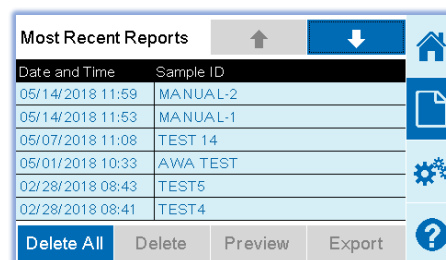 Most Recent Reports
Date and Time Sample ID
05/14/2018 11:59 MANUAL-2
05/14/2018 11:53 MANUAL-1
05/07/2018 11:08 TEST 14
05/01/2018 10:33 AWA TEST
02/28/2018 08:43 TEST5
02/28/2018 08:41 TEST4
Delete All Delete Preview Export ?